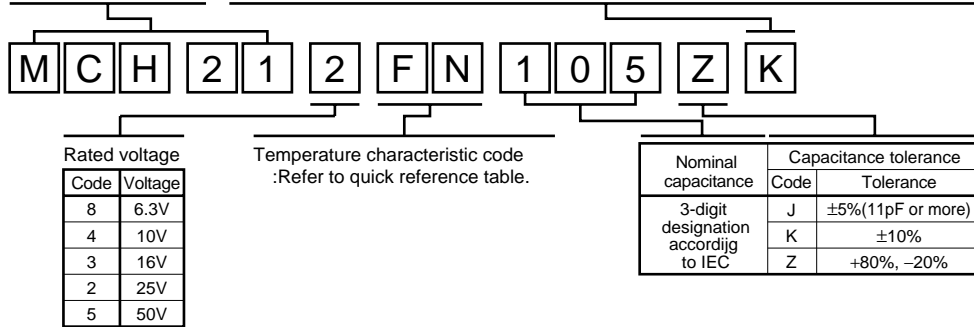 M C H 2 1 2 F N 1 0 5 Z K
Rated voltage
Code Voltage
8 6.3V
4 10V
3 16V
2 25V
5 50V
Temperature characteristic code
:Refer to quick reference table.
Nominal capacitance
Capacitance tolerance
Code Tolerance
3-digit
designation
accordijg
to IEC
J ±5%(11pF or more)
K ±10%
Z +80%, −20%